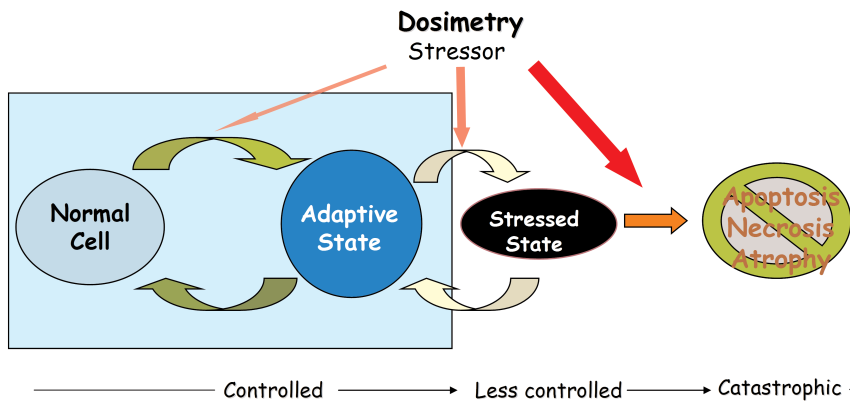 Dosimetry
Stressor
Normal
Cell
Adaptive
State
Stressed
State
Apoptosis
Necrosis
Atrophy
Controlled
Less controlled
Catastrophic